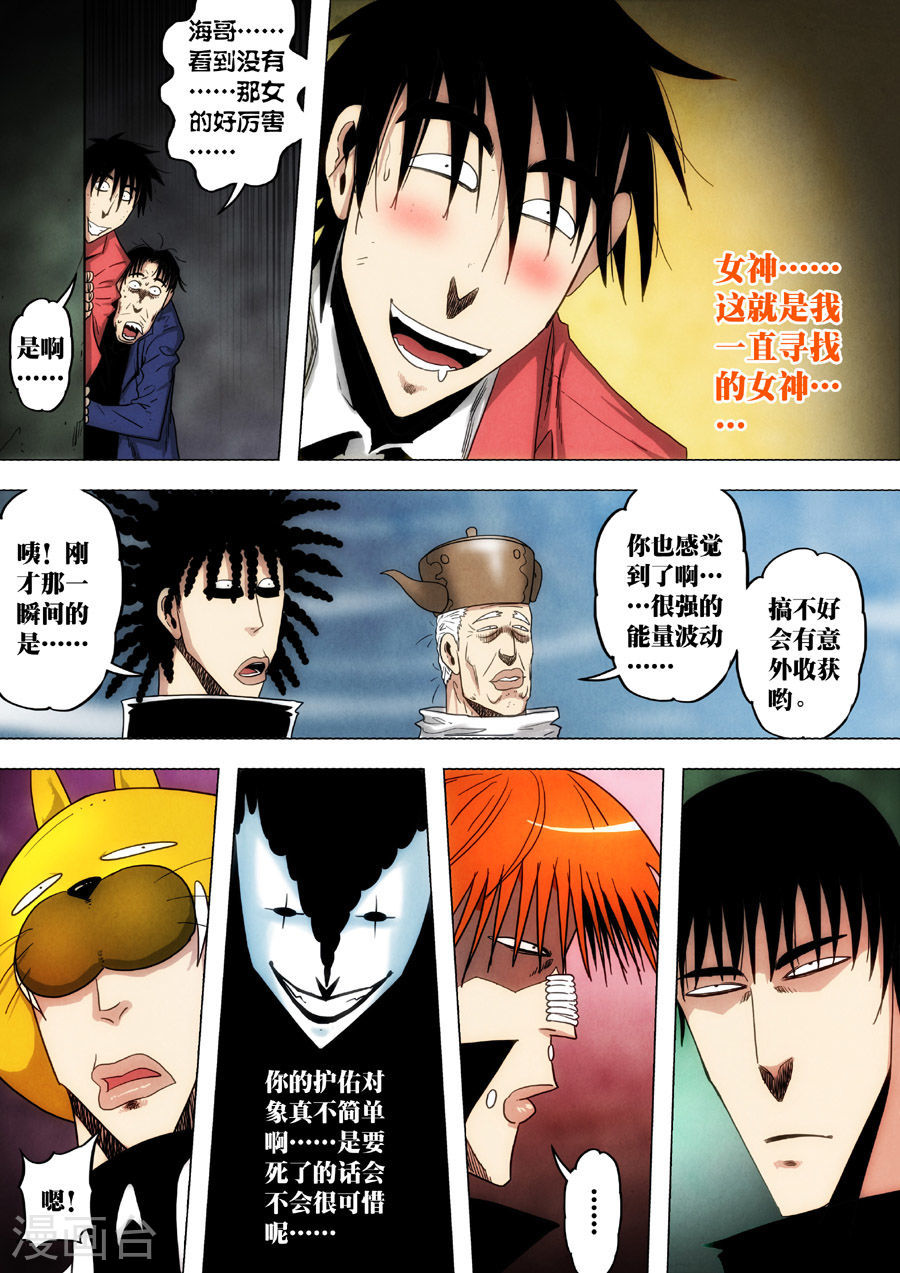 海哥……
看到没有
……那女
的好厉害
……
是啊
……
女神……
这就是我
一直寻找
的女神…
…
咦！刚
才那一
瞬间的
是……
你也感觉
到了啊…
…很强的
能量波动
……
搞不好
会有意
外收获
哟。
嗯！
你的护佑对
象真不简单
啊……是要
死了的话会
不会很可惜
呢……
……
漫画台